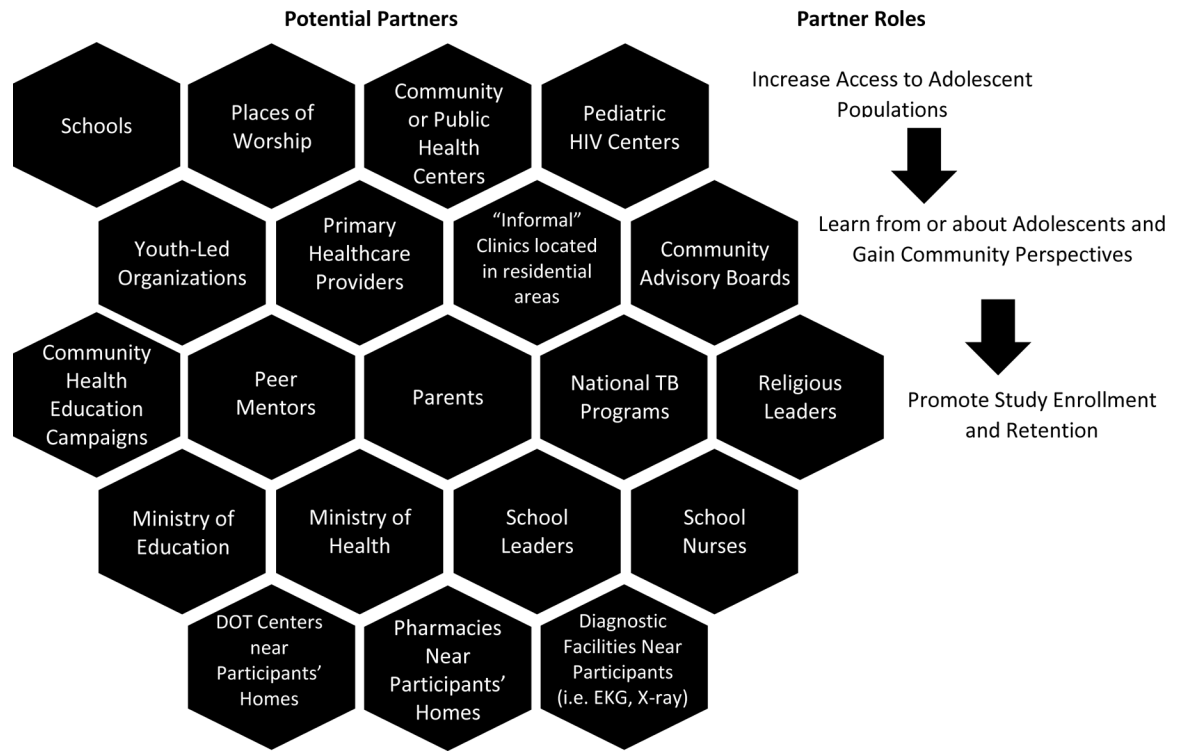 Potential Partners
Partner Roles
Schools
Places of
Worship
Community
or Public
Health
Centers
Pediatric
HIV Centers
Youth-Led
Organizations
Primary
Healthcare
Providers
“Informal”
Clinics located
in residential
areas
Community
Advisory Boards
Community
Health
Education
Campaigns
Peer
Mentors
Parents
National TB
Programs
Religious
Leaders
Ministry of
Education
Ministry of
Health
School
Leaders
School
Nurses
DOT Centers
near
Participants’
Homes
Pharmacies
Near
Participants’
Homes
Diagnostic
Facilities Near
Participants
(i.e. EKG, X-ray)
Increase Access to Adolescent
Populations
Learn from or about Adolescents and
Gain Community Perspectives
Promote Study Enrollment
and Retention